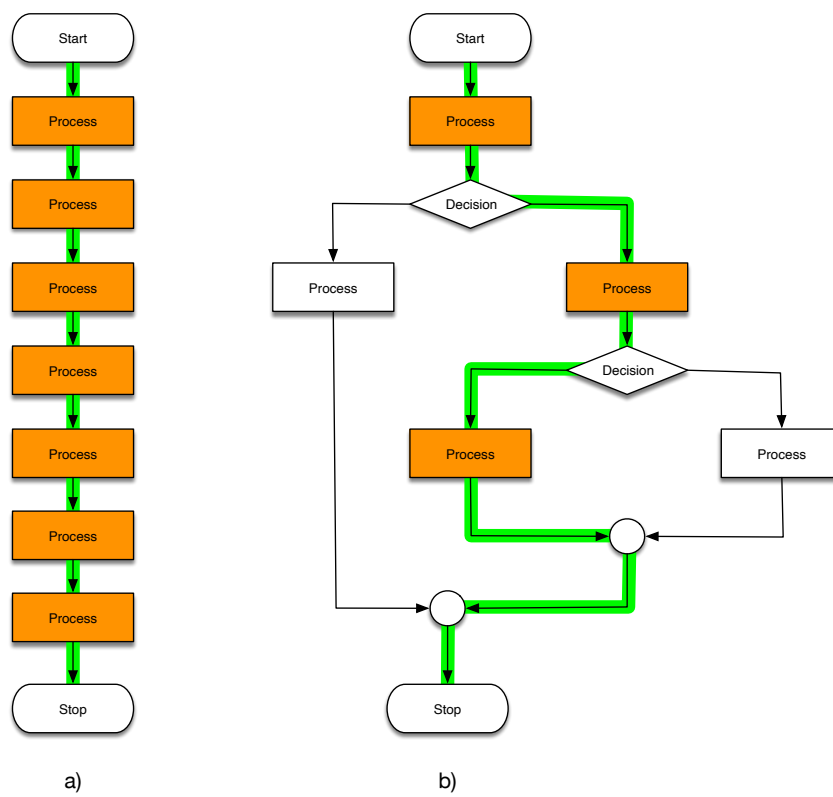 Start
Process
Process
Process
Process
Process
Process
Process
Stop
a)
Start
Process
Decision
Process
Process
Decision
Process
Process
Stop
b)